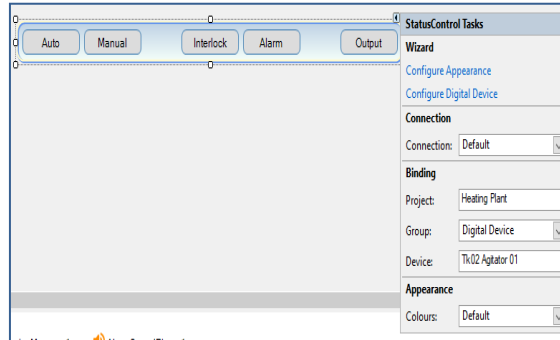 Auto Manual Interlock Alarm Output
StatusControl Tasks
Wizard
Configure Appearance
Configure Digital Device
Connection
Connection: Default
Binding
Project: Heating Plant
Group: Digital Device
Device: Tk02 Agitator 01
Appearance
Colours: Default